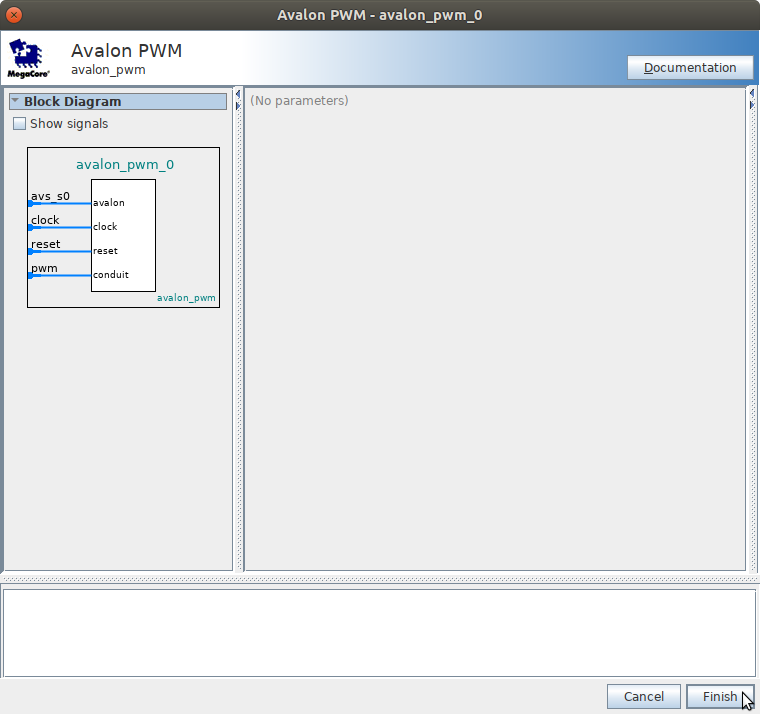 Avalon PWM - avalon_pwm_0
MegaCore®
Avalon PWM
avalon_pwm
Documentation
Block Diagram
Show signals
avalon_pwm_0
avs_s0
avalon
clock
clock
reset
reset
pwm
conduit
avalon_pwm
(No parameters)
Cancel
Finish